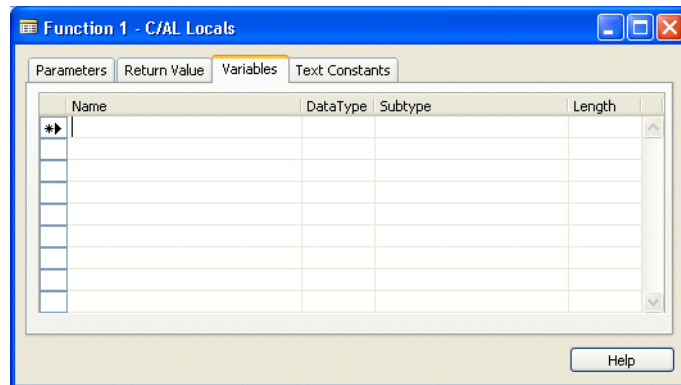 Function 1 - C/AL Locals
Parameters Return Value Variables Text Constants
Name DataType Subtype Length
Help